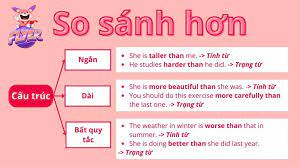 FLYER
So sánh hơn
Cấu trúc
Ngắn
• She is taller than me. -> Tính từ
• He studies harder than he did. -> Trạng từ
Dài
• She is more beautiful than she was. -> Tính từ
• You should do this exercise more carefully than
the last one. -> Trạng từ
Bất quy
tắc
• The weather in winter is worse than that in
summer. -> Tính từ
• She is doing better than she did last year.
-> Trạng từ